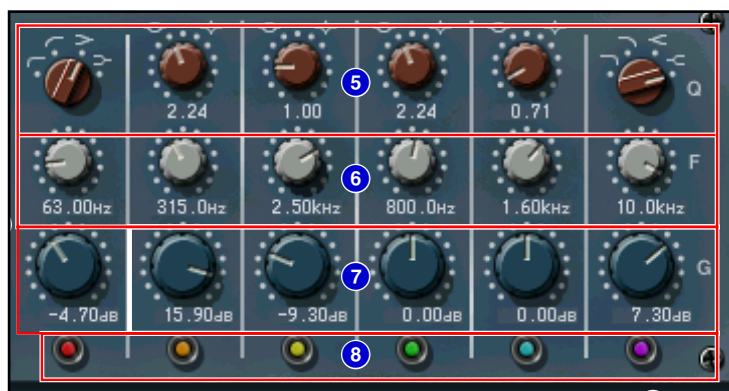 2.24 1.00 5 2.24 0.71 Q
6 F
63.00Hz 315.0Hz 2.50kHz 800.0Hz 1.60kHz 10.0kHz
7 G
-4.70dB 15.90dB -9.30dB 0.00dB 0.00dB 7.30dB
8